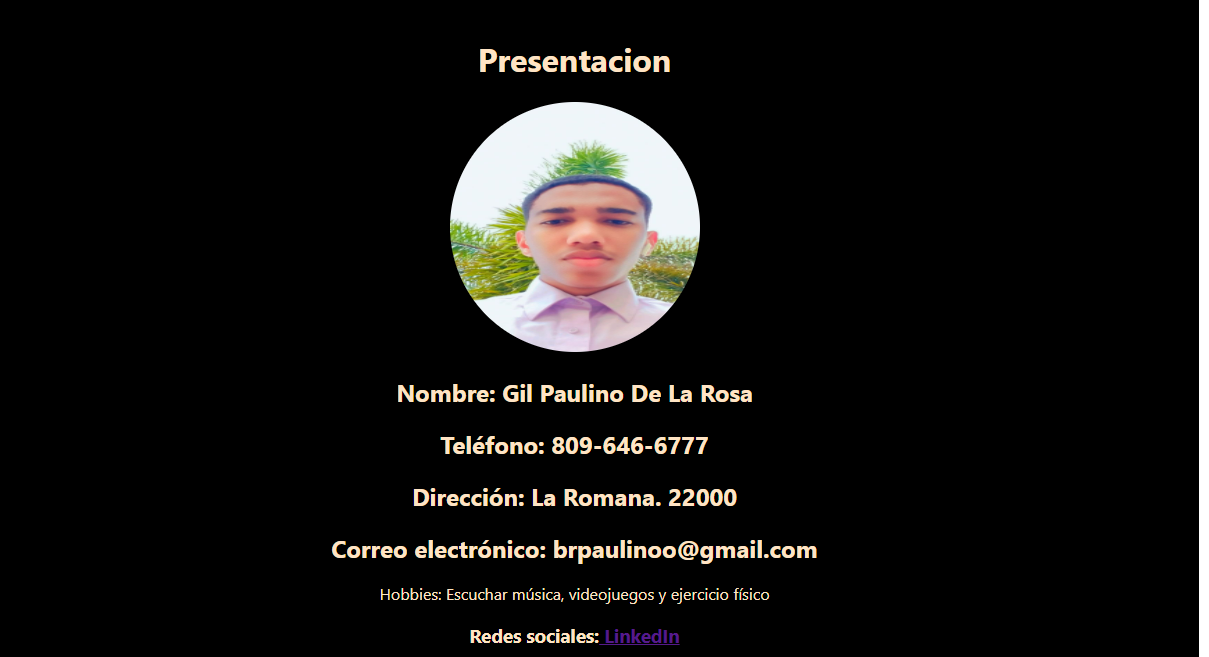 Presentacion
Nombre: Gil Paulino De La Rosa
Teléfono: 809-646-6777
Dirección: La Romana. 22000
Correo electrónico: brpaulinoo@gmail.com
Hobbies: Escuchar música, videojuegos y ejercicio físico
Redes sociales: LinkedIn